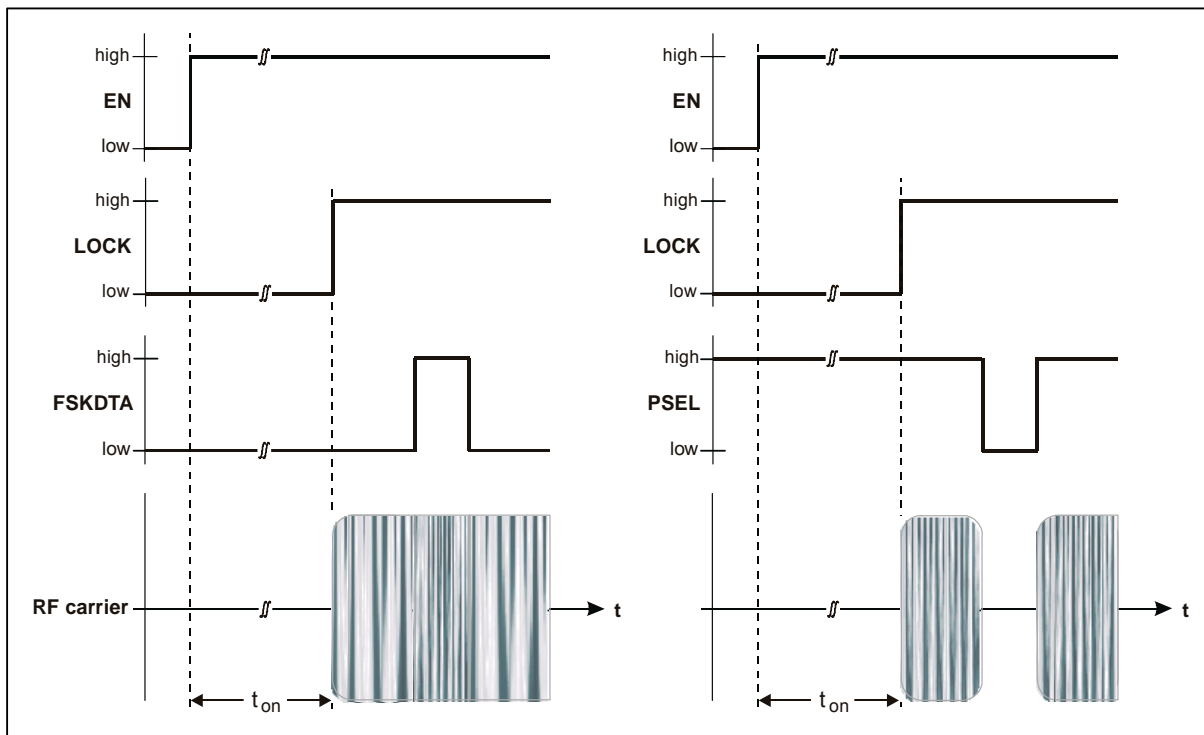 high
EN
low
high
LOCK
low
high
FSKDTA
low
RF carrier
t
t on
high
EN
low
high
LOCK
low
high
PSEL
low
t
t on